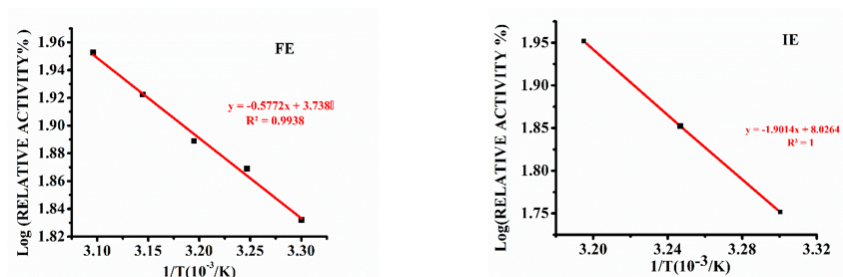 FE
Log (RELATIVE ACTIVITY%)
1.96
1.94
1.92
1.90
1.88
1.86
1.84
1.82
y = -0.5772x + 3.738
R² = 0.9938
3.10 3.15 3.20 3.25 3.30
1/T(10⁻³/K)
IE
Log(RELATIVE ACTIVITY %)
1.95
1.90
1.85
1.80
1.75
y = -1.9014x + 8.0264
R² = 1
3.20 3.24 3.28 3.32
1/T(10⁻³/K)